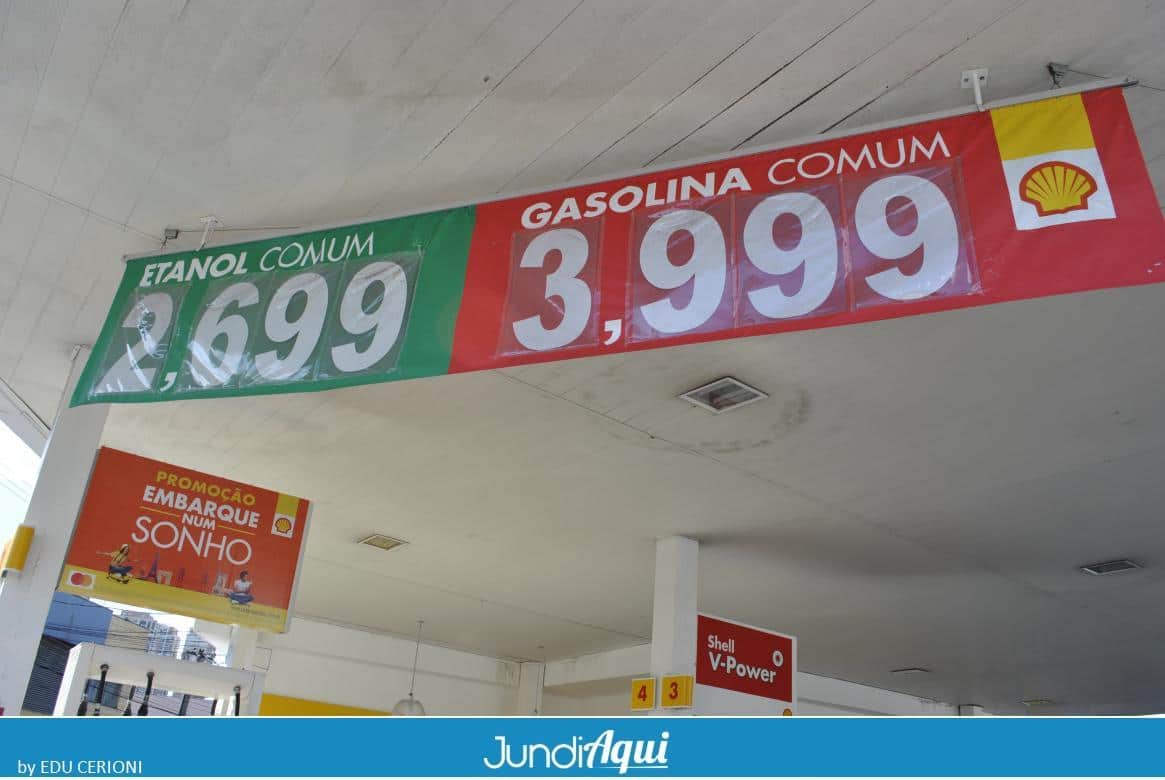 ETANOL COMUM
2,699
GASOLINA COMUM
3,999
PROMOÇÃO
EMBARQUE
NUM
SONHO
Shell
V-Power
4 3
JundiAqui
by EDU CERIONI